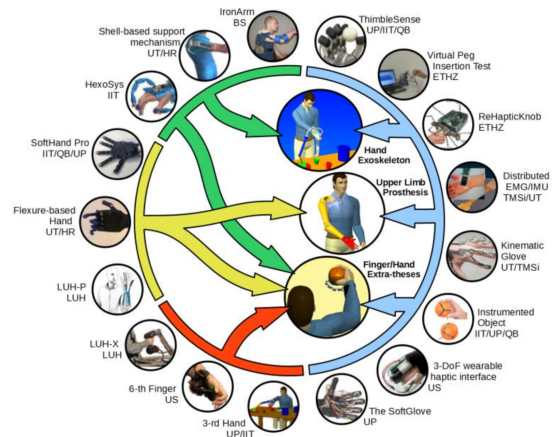 IronArm
BS
ThimbleSense
UP/IIT/QB
Shell-based support
mechanism
UT/HR
Virtual Peg
Insertion Test
ETHZ
HexoSys
IIT
ReHapticKnob
ETHZ
SoftHand Pro
IIT/QB/UP
Hand
Exoskeleton
Distributed
EMG/IMU
TMSi/UT
Upper Limb
Prosthesis
Flexure-based
Hand
UT/HR
Kinematic
Glove
UT/TMSi
Finger/Hand
Extra-theses
LUH-P
LUH
Instrumented
Object
IIT/UP/QB
LUH-X
LUH
3-DoF wearable
haptic interface
US
6-th Finger
US
The SoftGlove
UP
3-rd Hand
UP/IIT